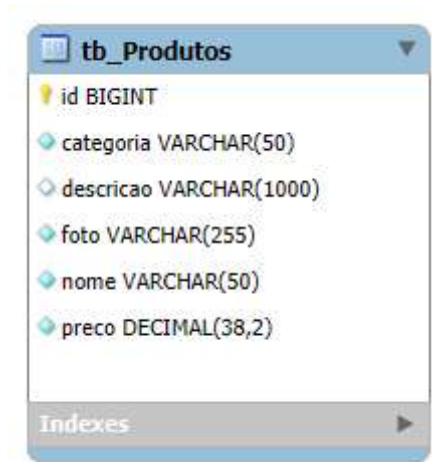 tb_Produtos
id BIGINT
categoria VARCHAR(50)
descricao VARCHAR(1000)
foto VARCHAR(255)
nome VARCHAR(50)
preco DECIMAL(38,2)
Indexes